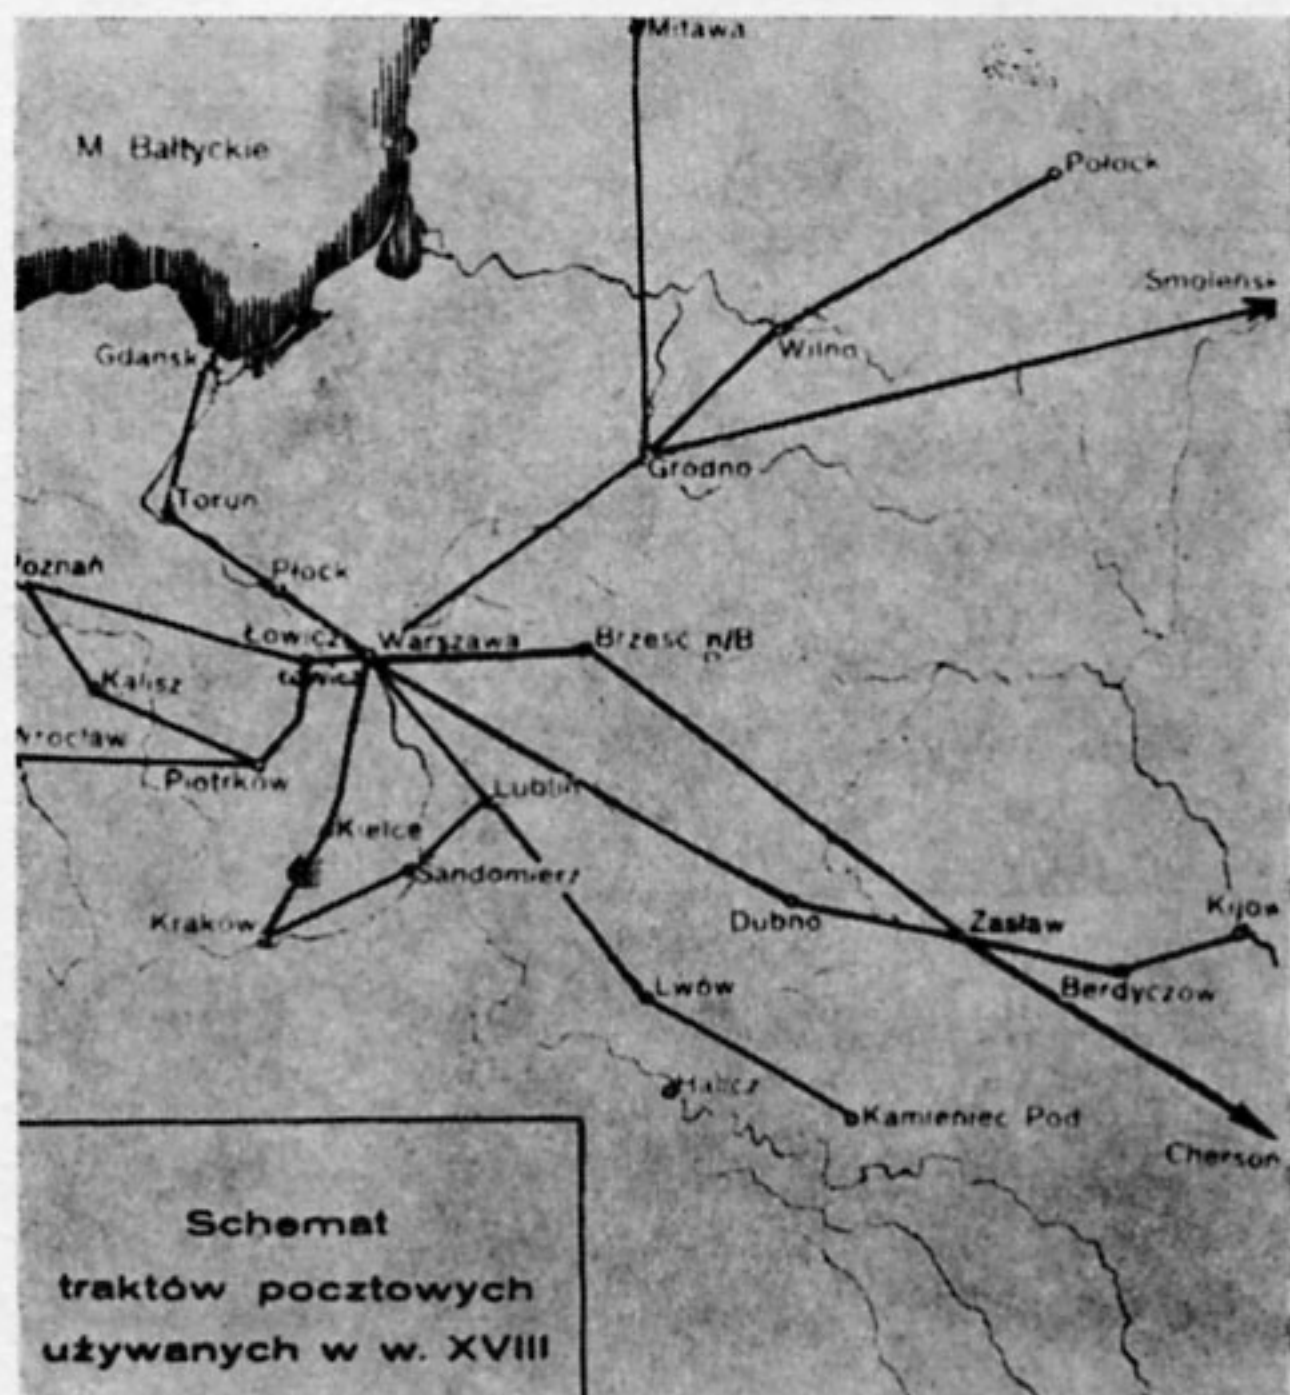 Mitawa
M Bałtyckie
Połock
Smoleńsk
Wilno
Gdańsk
Grodno
Toruń
Płock
Poznań
Łowicz
Warszawa
Brześć n/B
Kalisz
Wrocław
Piotrków
Lublin
Kielce
Sandomierz
Kraków
Dubno
Zasław
Kijów
Berdyczów
Lwów
Halicz
Kamieniec Pod
Cherson
Schemat
traktów pocztowych
używanych w w. XVIII